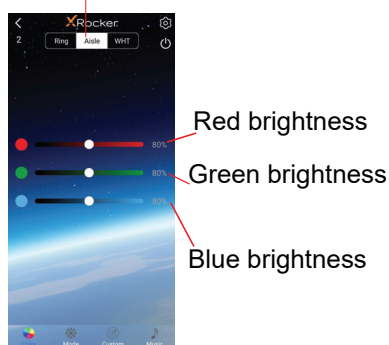 XRocker
2
Ring Aisle WHT
80% Red brightness
80% Green brightness
80% Blue brightness
Mode Custom Music